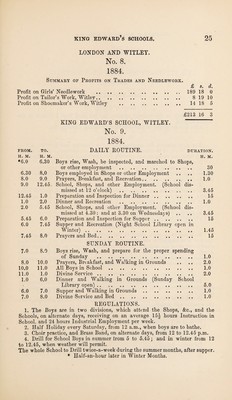 KING EDWARD'S SCHOOLS. 25
LONDON AND WITLEY.
No. 8.
1884.
SUMMARY OF PROFITS ON TRADES AND NEEDLEWORK.
£ s. d.
Profit on Girls' Needlework .. .. .. .. .. .. .. 189 18 0
Profit on Tailor's Work, Witley .. .. .. .. .. .. .. 8 19 10
Profit on Shoemaker's Work, Witley .. .. .. .. .. .. 14 18 5
£213 16 3
KING EDWARD'S SCHOOL, WITLEY.
No. 9.
1884.
FROM. TO. DAILY ROUTINE. DURATION.
H. M. H. M. H. M.
*6.0 6.30 Boys rise, Wash, be inspected, and marched to Shops,
or other Employment .. .. .. .. .. 30
6.30 8.0 Boys employed in Shops or other Employment .. 1.30
8.0 9.0 Prayers, Breakfast, and Recreation .. .. .. 1.0
9.0 12.45 School, Shops, and other Employment. (School dis-
missed at 12 o'clock) .. .. .. .. .. 3.45
12.45 1.0 Preparation and Inspection for Dinner .. .. .. 15
1.0 2.0 Dinner and Recreation .. .. .. .. .. 1.0
2.0 5.45 School, Shops, and other Employment. (School dis-
missed at 4.30: and at 3.30 on Wednesdays) .. 3.45
5.45 6.0 Preparation and Inspection for Supper .. .. .. 15
6.0 7.45 Supper and Recreation (Night School Library open in
Winter) .. .. .. .. .. .. .. 1.45
7.45 8.0 Prayers and Bed .. .. .. .. .. .. 15
SUNDAY ROUTINE.
7.0 8.0 Boys rise, Wash, and prepare for the proper spending
of Sunday .. .. .. .. .. .. 1.0
8.0 10.0 Prayers, Breakfast, and Walking in Grounds .. .. 2.0
10.0 11.0 All Boys in School .. .. .. .. .. .. 1.0
11.0 1.0 Divine Service .. .. .. .. .. .. 2.0
1.0 6.0 Dinner and Walking in Grounds (Sunday School
Library open) .. .. .. .. .. .. 5.0
6.0 7.0 Supper and Walking in Grounds .. .. .. .. 1.0
7.0 8.0 Divine Service and Bed .. .. .. .. .. 1.0
REGULATIONS.
1. The Boys are in two divisions, which attend the Shops, &c., and the
Schools, on alternate days, receiving on an average 15½ hours Instruction in
School and 24 hours Industrial Employment per week.
2. Half Holiday every Saturday, from 12 a.m., when boys are to bathe.
3. Choir practice, and Brass Band, on alternate days, from 12 to 12.45 p.m.
4. Drill for School Boys in summer from 5 to 5.45; and in winter from 12
to 12.45, when weather will permit.
The whole School to Drill twice-a-week during the summer months, after supper.
* Half-an-hour later in Winter Months.